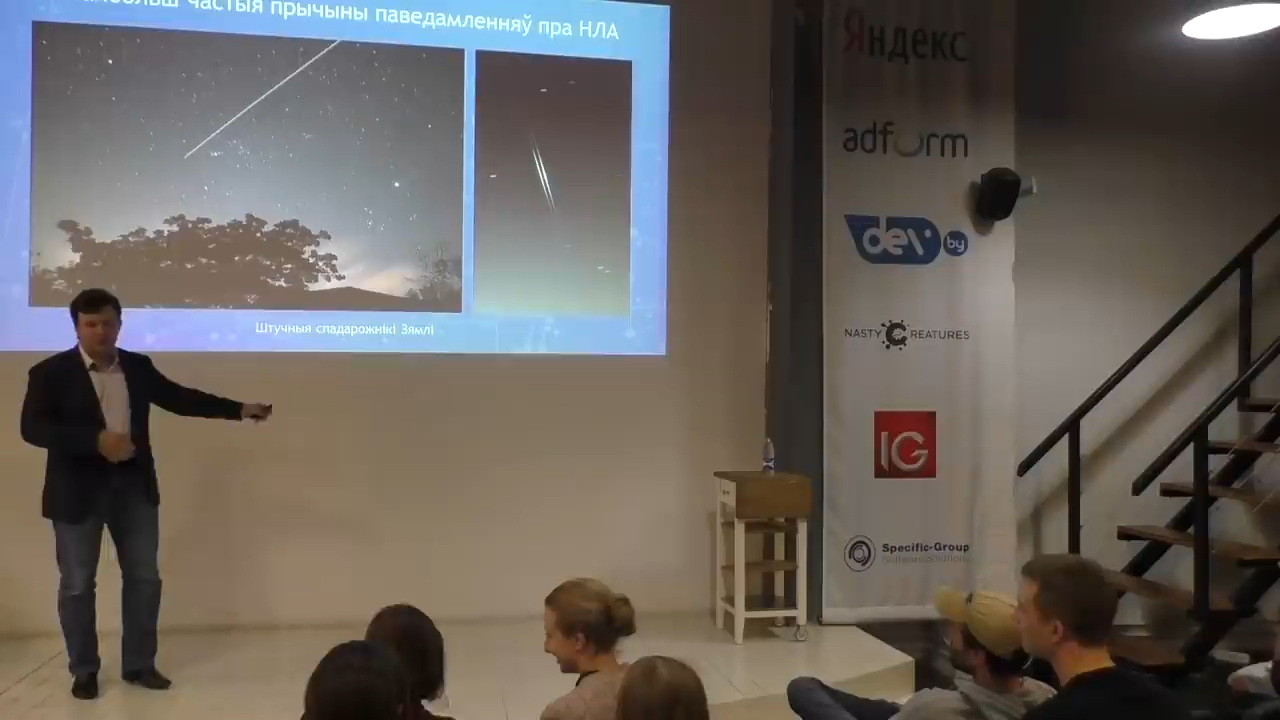 частыя прычыны паведамленняў пра НЛА
Штучныя спадарожнікі Зямлі
Яндекс
adform
dev by
NASTY CREATURES
IG
Specific-Group